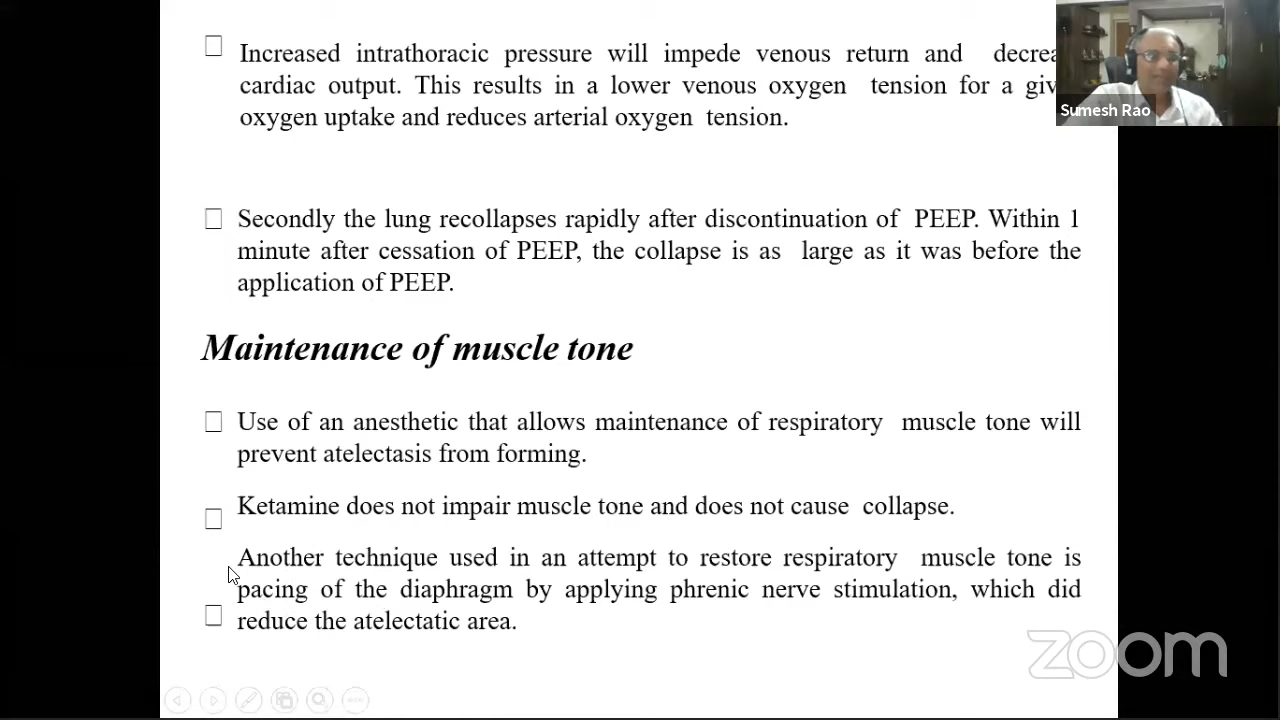 Increased intrathoracic pressure will impede venous return and decrea
cardiac output. This results in a lower venous oxygen tension for a giv
oxygen uptake and reduces arterial oxygen tension.
Sumesh Rao
Secondly the lung recollapses rapidly after discontinuation of PEEP. Within 1
minute after cessation of PEEP, the collapse is as large as it was before the
application of PEEP.
Maintenance of muscle tone
Use of an anesthetic that allows maintenance of respiratory muscle tone will
prevent atelectasis from forming.
Ketamine does not impair muscle tone and does not cause collapse.
Another technique used in an attempt to restore respiratory muscle tone is
pacing of the diaphragm by applying phrenic nerve stimulation, which did
reduce the atelectatic area.
zoom